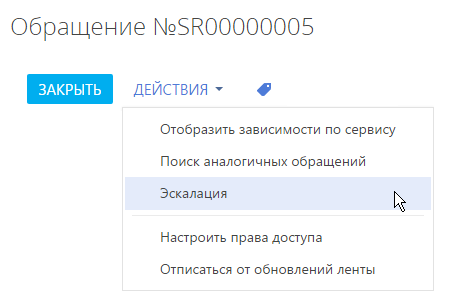 Обращение №SR00000005
ЗАКРЫТЬ ДЕЙСТВИЯ
Отобразить зависимости по сервису
Поиск аналогичных обращений
Эскалация
Настроить права доступа
Отписаться от обновлений ленты